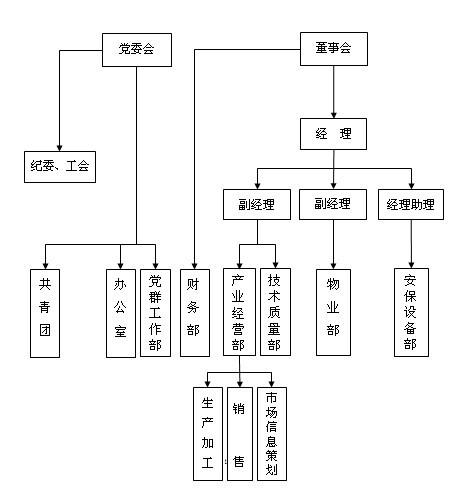 党委会
董事会
经 理
纪委、工会
副经理
副经理
经理助理
共青团
办公室
党群工作部
财务部
产业经营部
技术质量部
物业部
安保设备部
生产加工
销售
市场信息策划